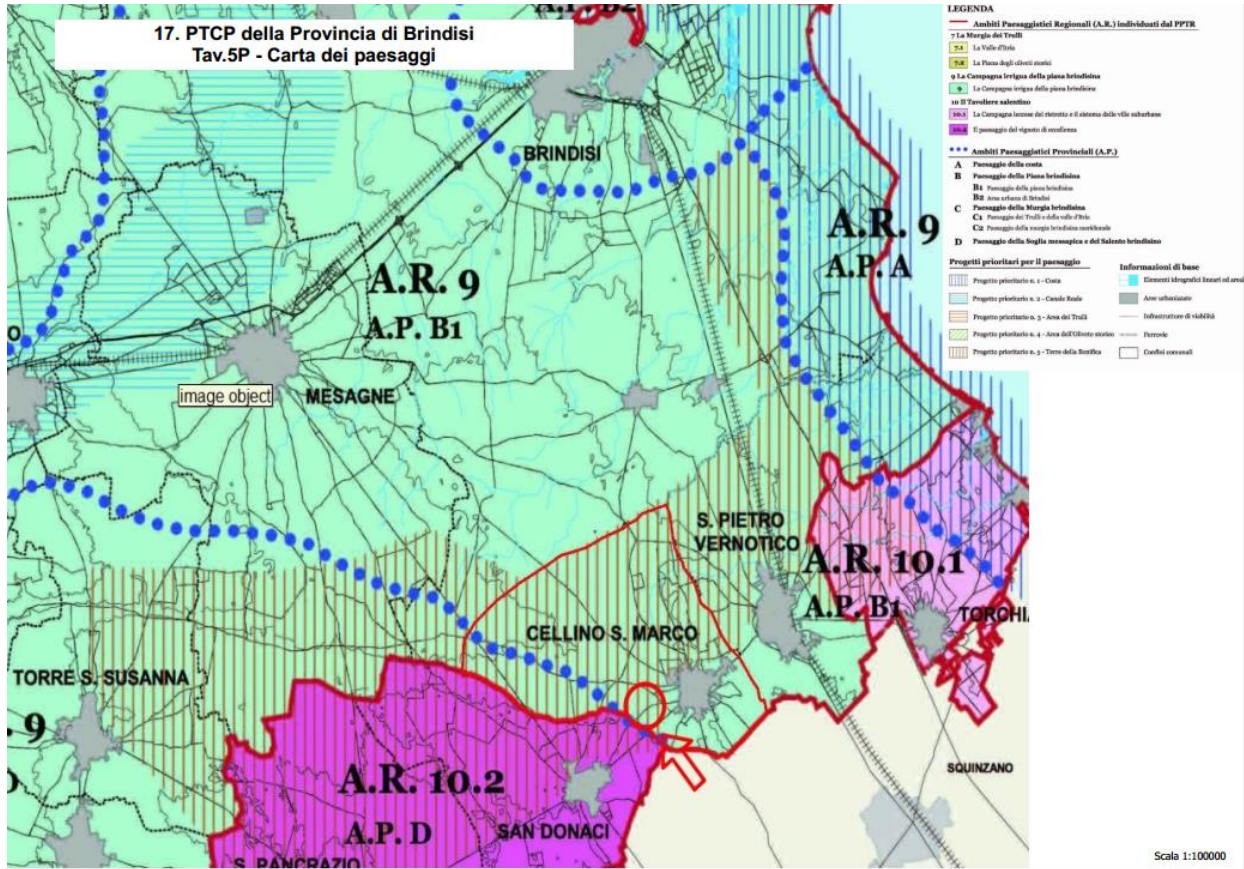 17. PTCP della Provincia di Brindisi
Tav.5P - Carta dei paesaggi
A.P. B2
BRINDISI
A.R. 9
A.P. A
A.R. 9
A.P. B1
image object
MESAGNE
S. PIETRO
VERNOTICO
A.R. 10.1
A.P. B1
CELLINO S. MARCO
TORRE S. SUSANNA
9
A.R. 10.2
A.P. D
SAN DONACI
S. PANCRAZIO
SQUINZANO
LEGENDA
Ambiti Paesaggistici Regionali (A.R.) individuati dal PPTR
7 La Murgia dei Trulli
7.1 La Valle d'Itria
7.2 La Piana degli oliveti storici
9 La Campagna irrigua della piana brindisina
9 La Campagna irrigua della piana brindisina
10 Il Tavoliere salentino
10.1 La Campagna leccese del ristretto e il sistema delle ville suburbane
10.2 Il paesaggio del vigneto di eccellenza
Ambiti Paesaggistici Provinciali (A.P.)
A Paesaggio della costa
B Paesaggio della Piana brindisina
B1 Paesaggio della piana brindisina
B2 Area urbana di Brindisi
C Paesaggio della Murgia brindisina
C1 Paesaggio dei Trulli e della valle d'Itria
C2 Paesaggio della murgia brindisina meridionale
D Paesaggio della Soglia messapica e del Salento brindisino
Progetti prioritari per il paesaggio
Progetto prioritario n. 1 - Costa
Progetto prioritario n. 2 - Canale Reale
Progetto prioritario n. 3 - Area dei Trulli
Progetto prioritario n. 4 - Area dell'Oliveto storico
Progetto prioritario n. 5 - Terre della Bonifica
Informazioni di base
Elementi idrografici lineari ed areali
Aree urbanizzate
Infrastrutture di viabilità
Ferrovie
Confini comunali
Scala 1:100000